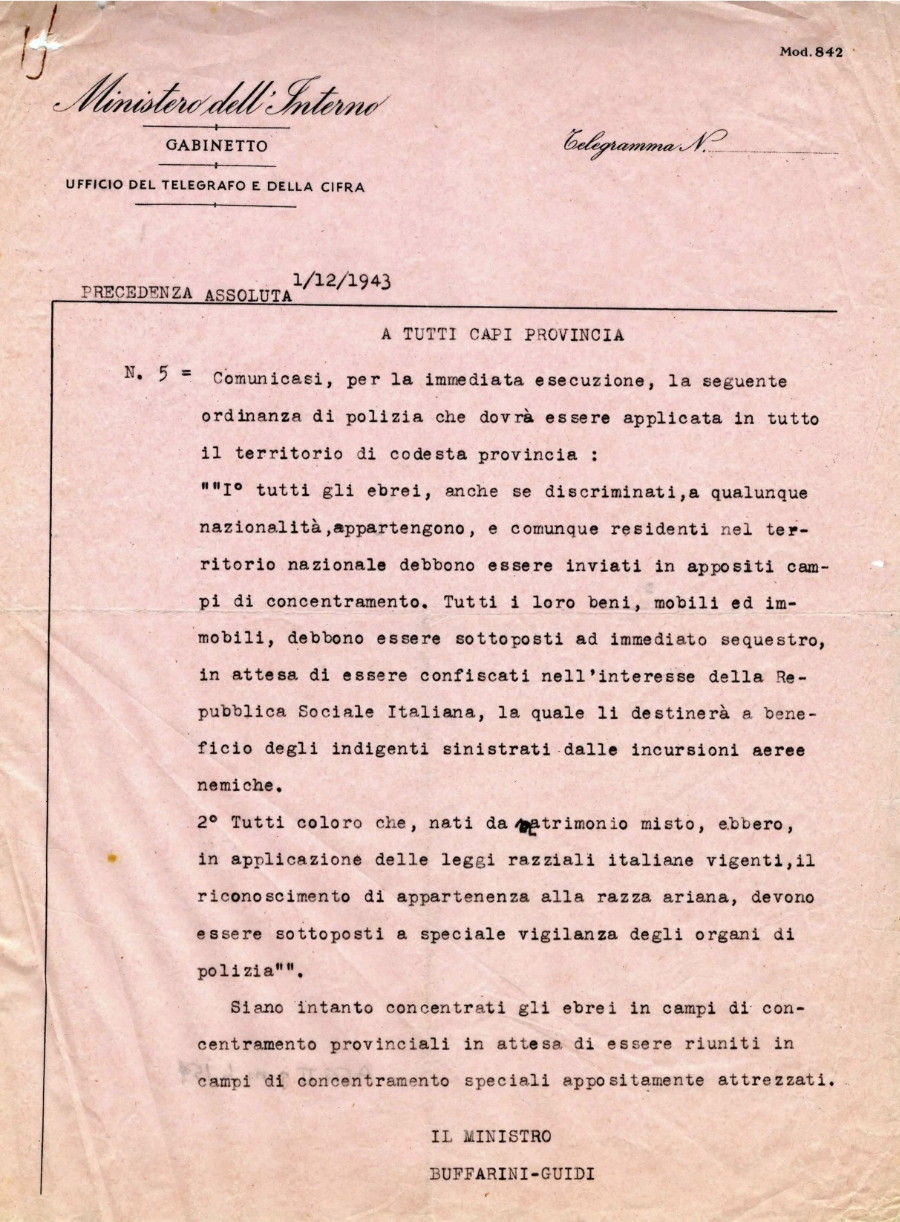 Mod. 842
Ministero dell'Interno
GABINETTO
UFFICIO DEL TELEGRAFO E DELLA CIFRA
Telegramma N.
PRECEDENZA ASSOLUTA 1/12/1943
A TUTTI CAPI PROVINCIA
N. 5 = Comunicasi, per la immediata esecuzione, la seguente
ordinanza di polizia che dovrà essere applicata in tutto
il territorio di codesta provincia :
""I° tutti gli ebrei, anche se discriminati,a qualunque
nazionalità,appartengono, e comunque residenti nel ter-
ritorio nazionale debbono essere inviati in appositi cam-
pi di concentramento. Tutti i loro beni, mobili ed im-
mobili, debbono essere sottoposti ad immediato sequestro,
in attesa di essere confiscati nell'interesse della Re-
pubblica Sociale Italiana, la quale li destinerà a bene-
ficio degli indigenti sinistrati dalle incursioni aeree
nemiche.
2° Tutti coloro che, nati da matrimonio misto, ebbero,
in applicazione delle leggi razziali italiane vigenti,il
riconoscimento di appartenenza alla razza ariana, devono
essere sottoposti a speciale vigilanza degli organi di
polizia"".
Siano intanto concentrati gli ebrei in campi di con-
centramento provinciali in attesa di essere riuniti in
campi di concentramento speciali appositamente attrezzati.
IL MINISTRO
BUFFARINI-GUIDI